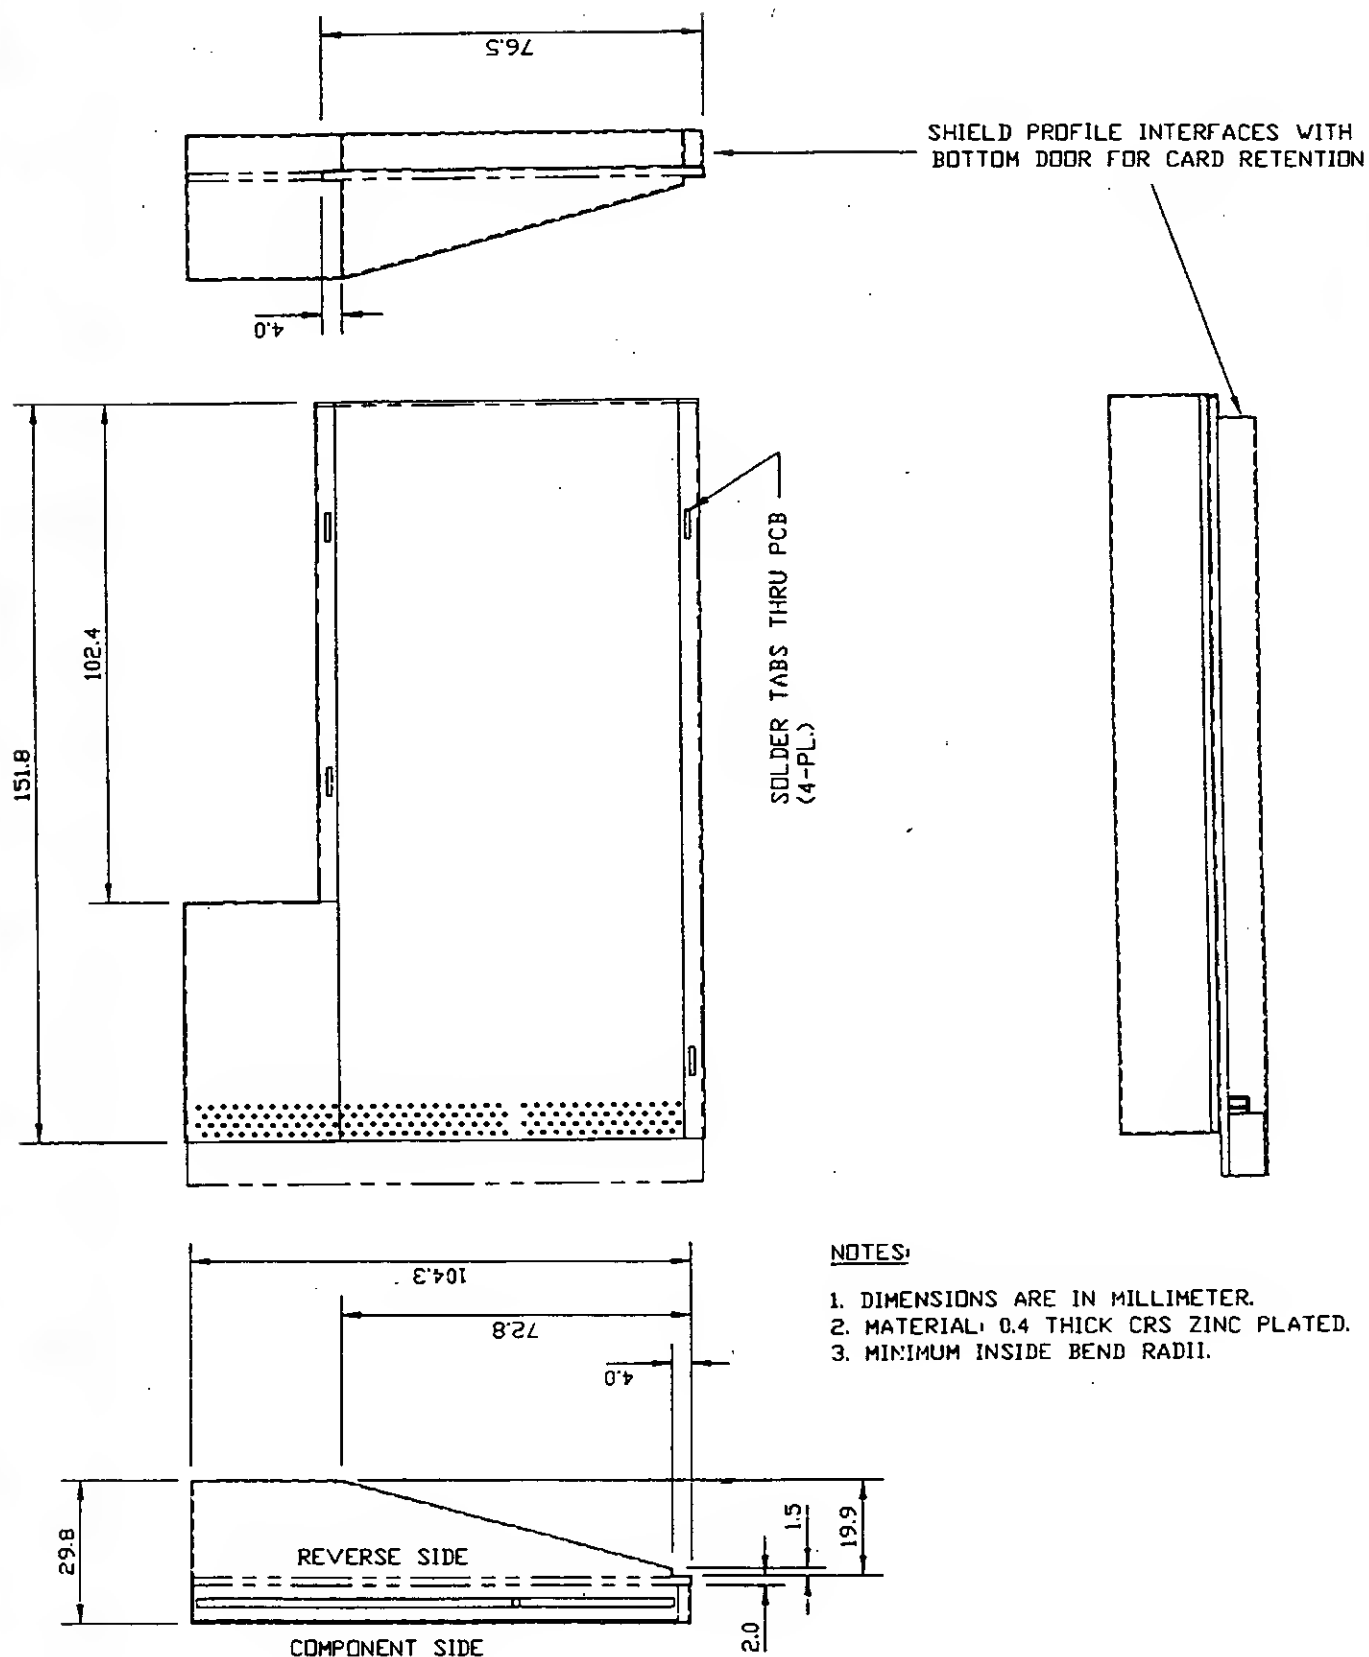 76.5
SHIELD PROFILE INTERFACES WITH
BOTTOM DOOR FOR CARD RETENTION
4.0
151.8
102.4
SOLDER TABS THRU PCB
(4-PL.)
104.3
72.8
4.0
NOTES:
1. DIMENSIONS ARE IN MILLIMETER.
2. MATERIAL: 0.4 THICK CRS ZINC PLATED.
3. MINIMUM INSIDE BEND RADII.
29.8
REVERSE SIDE
1.5
19.9
2.0
COMPONENT SIDE